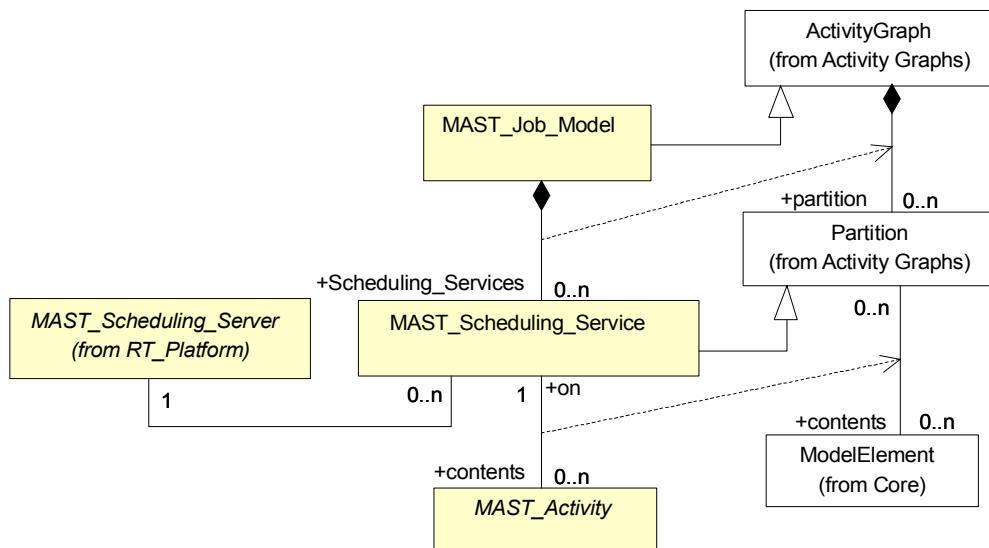 ActivityGraph
(from Activity Graphs)
MAST_Job_Model
+partition
0..n
Partition
(from Activity Graphs)
+Scheduling_Services
0..n
0..n
MAST_Scheduling_Server
(from RT_Platform)
MAST_Scheduling_Service
1
0..n
1
+on
+contents
0..n
+contents
0..n
ModelElement
(from Core)
MAST_Activity